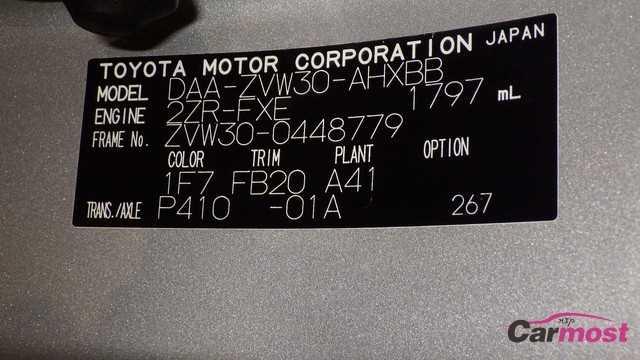 TOYOTA MOTOR CORPORATION JAPAN
MODEL DAA-ZVW30-AHXBB
ENGINE 2ZR-FXE 1797 mL
FRAME No. ZVW30-0448779
COLOR TRIM PLANT OPTION
1F7 FB20 A41
TRANS./AXLE P410 -01A 267
Carmost